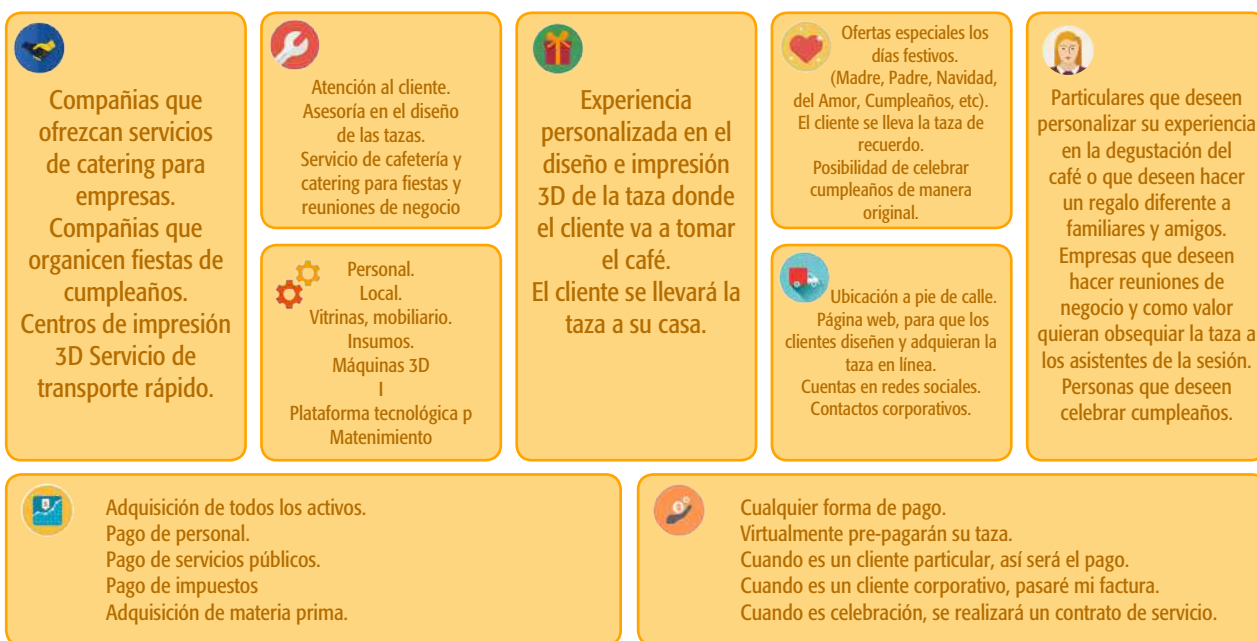 Compañias que
ofrezcan servicios
de catering para
empresas.
Compañias que
organicen fiestas de
cumpleaños.
Centros de impresión
3D Servicio de
transporte rápido.
Atención al cliente.
Asesoría en el diseño
de las tazas.
Servicio de cafetería y
catering para fiestas y
reuniones de negocio
Personal.
Local.
Vitrinas, mobiliario.
Insumos.
Máquinas 3D
I
Plataforma tecnológica p
Matenimiento
Experiencia
personalizada en el
diseño e impresión
3D de la taza donde
el cliente va a tomar
el café.
El cliente se llevará la
taza a su casa.
Ofertas especiales los
días festivos.
(Madre, Padre, Navidad,
del Amor, Cumpleaños, etc).
El cliente se lleva la taza de
recuerdo.
Posibilidad de celebrar
cumpleaños de manera
original.
Ubicación a pie de calle.
Página web, para que los
clientes diseñen y adquieran la
taza en línea.
Cuentas en redes sociales.
Contactos corporativos.
Particulares que deseen
personalizar su experiencia
en la degustación del
café o que deseen hacer
un regalo diferente a
familiares y amigos.
Empresas que deseen
hacer reuniones de
negocio y como valor
quieran obsequiar la taza a
los asistentes de la sesión.
Personas que deseen
celebrar cumpleaños.
Adquisición de todos los activos.
Pago de personal.
Pago de servicios públicos.
Pago de impuestos
Adquisición de materia prima.
Cualquier forma de pago.
Virtualmente pre-pagarán su taza.
Cuando es un cliente particular, así será el pago.
Cuando es un cliente corporativo, pasaré mi factura.
Cuando es celebración, se realizará un contrato de servicio.